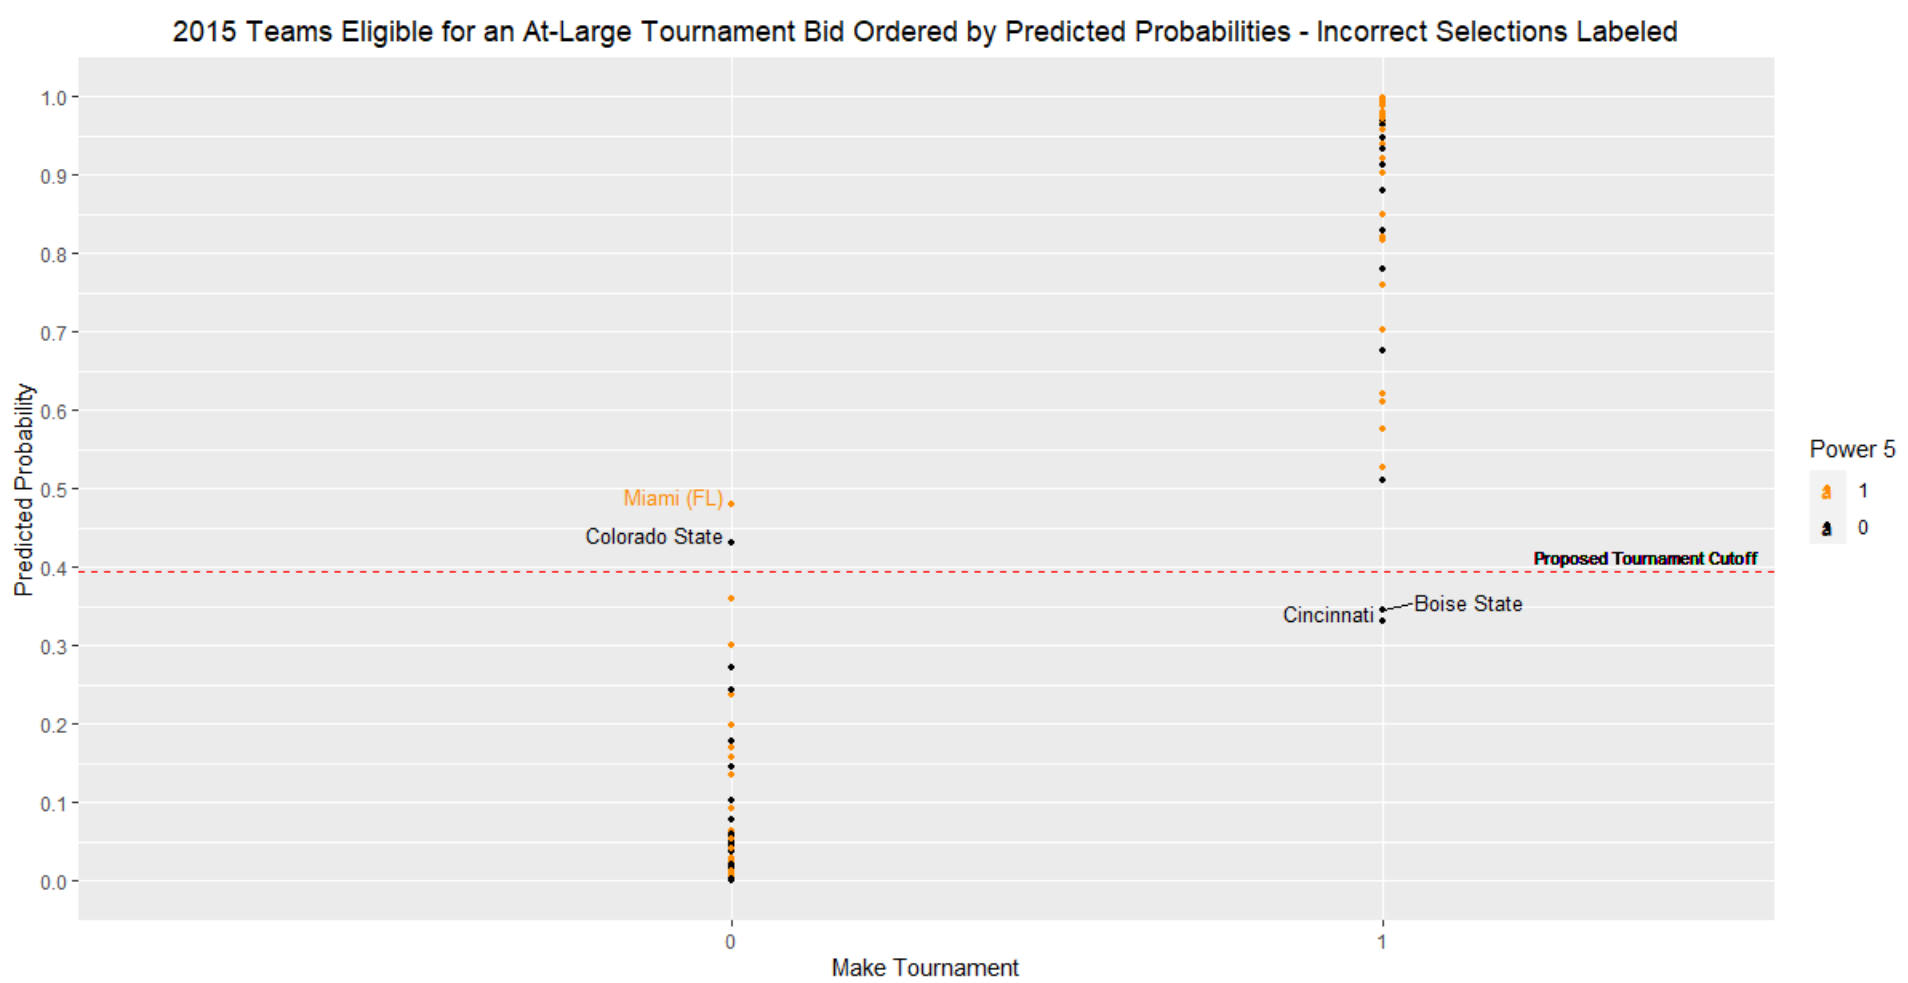 2015 Teams Eligible for an At-Large Tournament Bid Ordered by Predicted Probabilities - Incorrect Selections Labeled
1.0
0.9
0.8
0.7
0.6
0.5
0.4
0.3
0.2
0.1
0.0
Predicted Probability
Miami (FL)
Colorado State
Proposed Tournament Cutoff
Boise State
Cincinnati
0
1
Make Tournament
Power 5
a 1
a 0